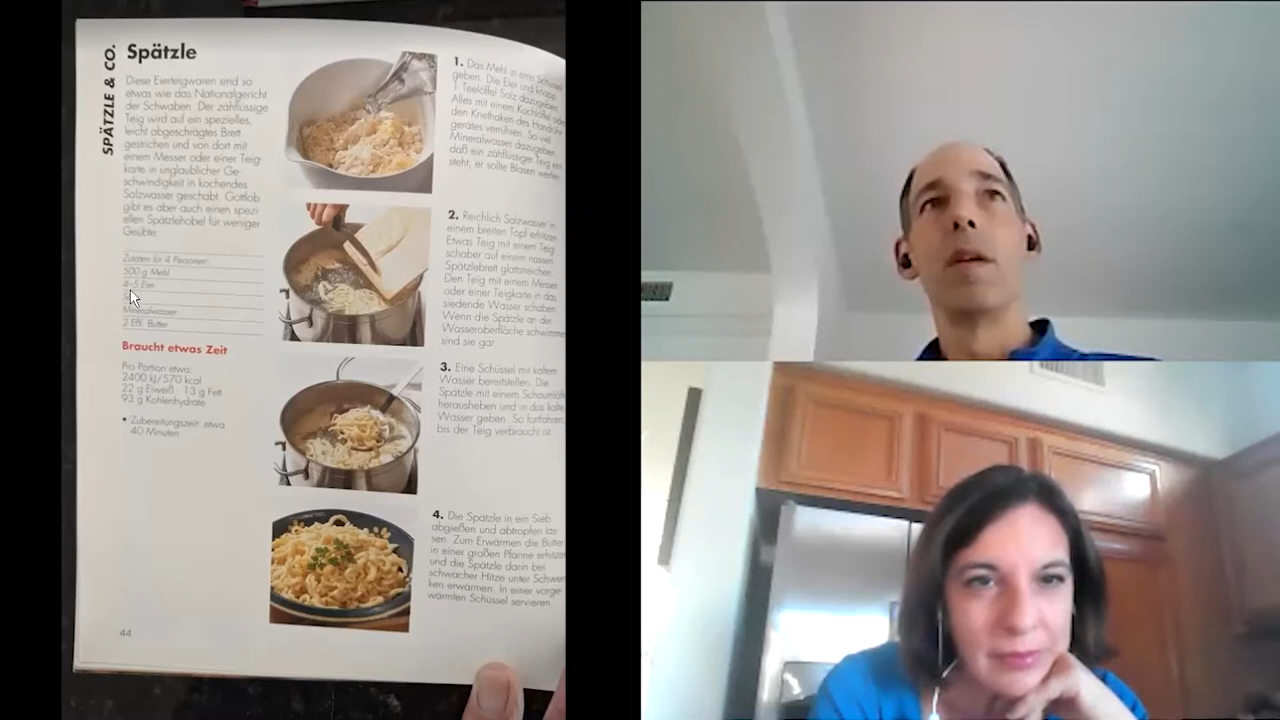 SPÄTZLE & CO.
Spätzle
Diese Eierteigwaren sind so
etwas wie das Nationalgericht
der Schwaben. Der zähflüssige
Teig wird auf ein spezielles,
leicht abgeschrägtes Brett
gestrichen und von dort mit
einem Messer oder einer Teig-
karte in unglaublicher Ge-
schwindigkeit in kochendes
Salzwasser geschabt. Gottlob
gibt es aber auch einen spezi-
ellen Spätzlehobel für weniger
Geübte.
Zutaten für 4 Personen:
500 g Mehl
4–5 Eier
Mineralwasser
2 Eßl. Butter
Braucht etwas Zeit
Pro Portion etwa:
2400 kJ/570 kcal
22 g Eiweiß · 13 g Fett
93 g Kohlenhydrate
• Zubereitungszeit: etwa
40 Minuten
44
1. Das Mehl in eine Schüssel
geben. Die Eier und knapp
1 Teelöffel Salz dazugeben.
Alles mit einem Kochlöffel oder
den Knethaken des Handrühr-
gerätes verrühren. So viel
Mineralwasser dazugeben,
daß ein zähflüssiger Teig ent-
steht, er sollte Blasen werfen.
2. Reichlich Salzwasser in
einem breiten Topf erhitzen.
Etwas Teig mit einem Teig-
schaber auf einem nassen
Spätzlebrett glattstreichen.
Den Teig mit einem Messer
oder einer Teigkarte in das
siedende Wasser schaben.
Wenn die Spätzle an der
Wasseroberfläche schwimmen,
sind sie gar.
3. Eine Schüssel mit kaltem
Wasser bereitstellen. Die
Spätzle mit einem Schaumlöffel
herausheben und in das kalte
Wasser geben. So fortfahren,
bis der Teig verbraucht ist.
4. Die Spätzle in ein Sieb
abgießen und abtropfen las-
sen. Zum Erwärmen die Butter
in einer großen Pfanne erhitzen
und die Spätzle darin bei
schwacher Hitze unter Schwen-
ken erwärmen. In einer vorge-
wärmten Schüssel servieren.